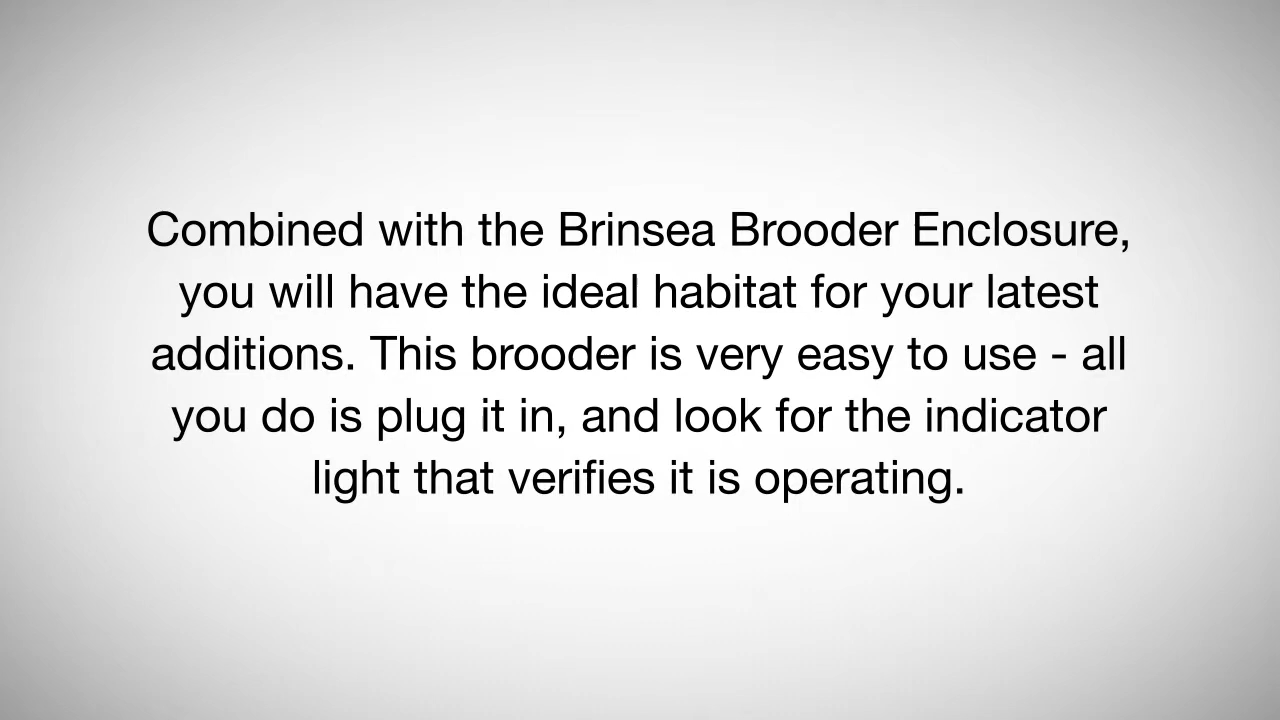 Combined with the Brinsea Brooder Enclosure,
you will have the ideal habitat for your latest
additions. This brooder is very easy to use - all
you do is plug it in, and look for the indicator
light that verifies it is operating.